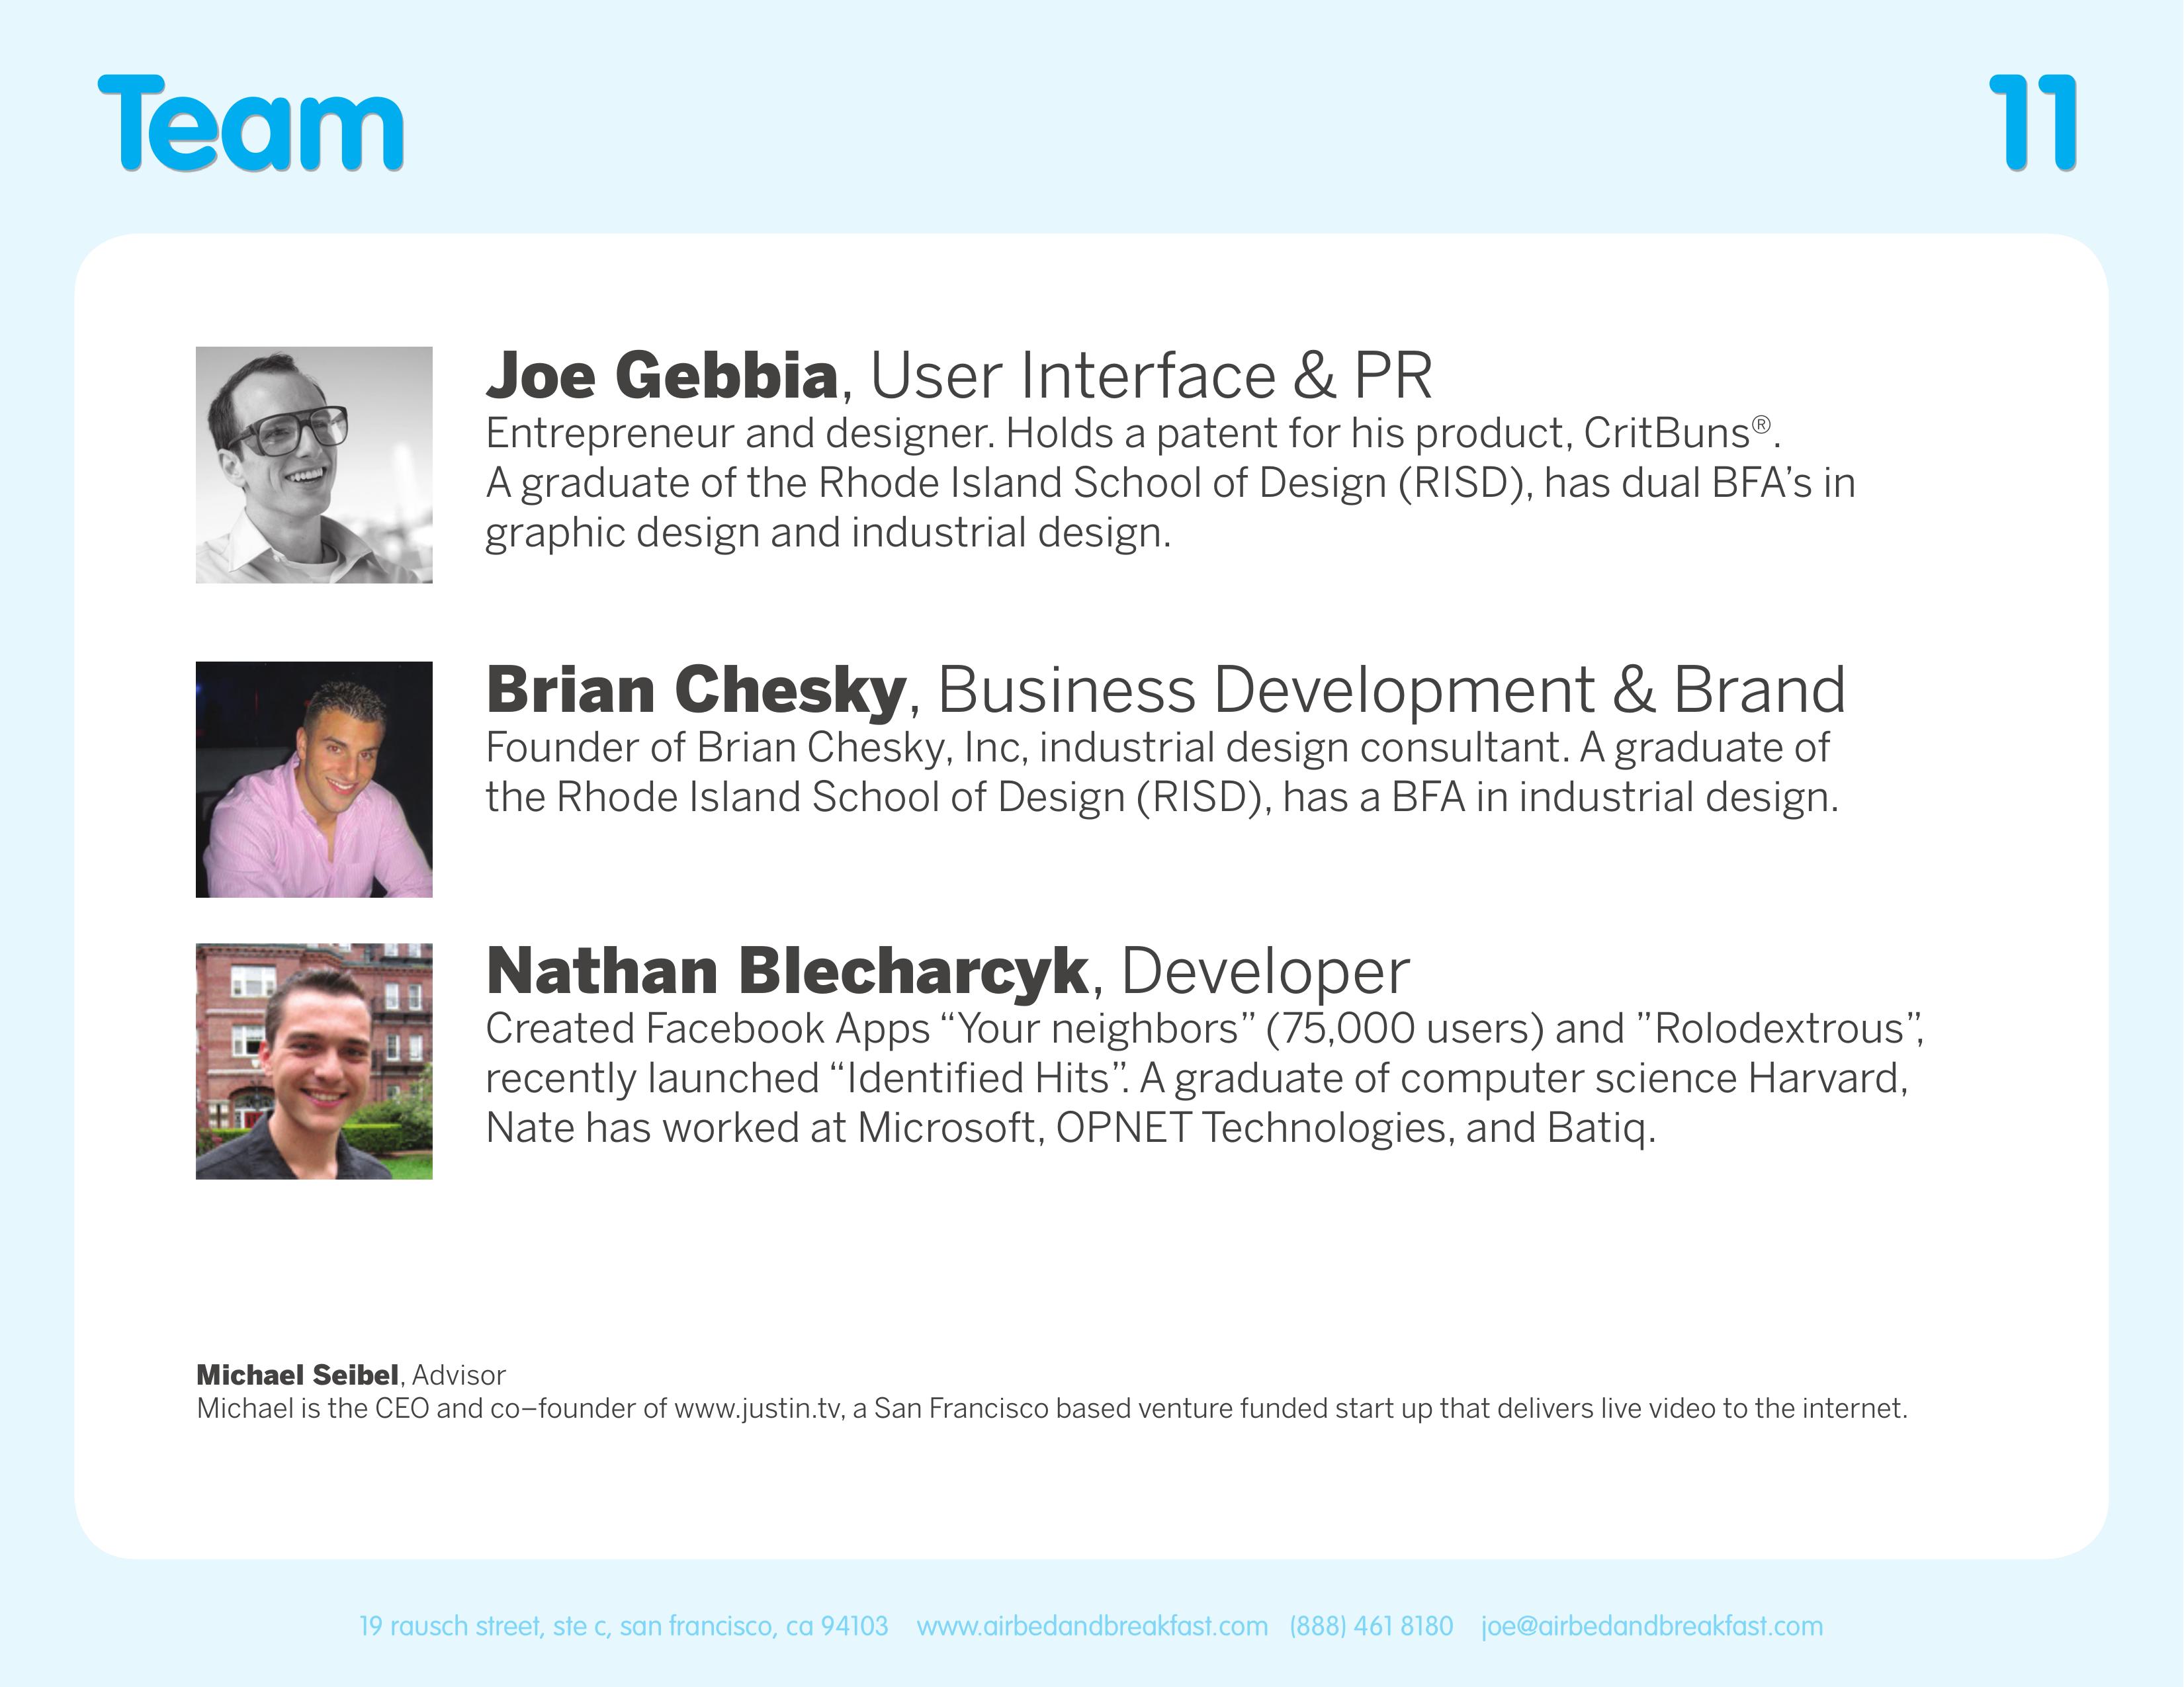 Team
11
Joe Gebbia, User Interface & PR
Entrepreneur and designer. Holds a patent for his product, CritBuns®.
A graduate of the Rhode Island School of Design (RISD), has dual BFA’s in
graphic design and industrial design.
Brian Chesky, Business Development & Brand
Founder of Brian Chesky, Inc, industrial design consultant. A graduate of
the Rhode Island School of Design (RISD), has a BFA in industrial design.
Nathan Blecharcyk, Developer
Created Facebook Apps “Your neighbors” (75,000 users) and ”Rolodextrous”,
recently launched “Identified Hits”. A graduate of computer science Harvard,
Nate has worked at Microsoft, OPNET Technologies, and Batiq.
Michael Seibel, Advisor
Michael is the CEO and co–founder of www.justin.tv, a San Francisco based venture funded start up that delivers live video to the internet.
19 rausch street, ste c, san francisco, ca 94103 www.airbedandbreakfast.com (888) 461 8180 joe@airbedandbreakfast.com